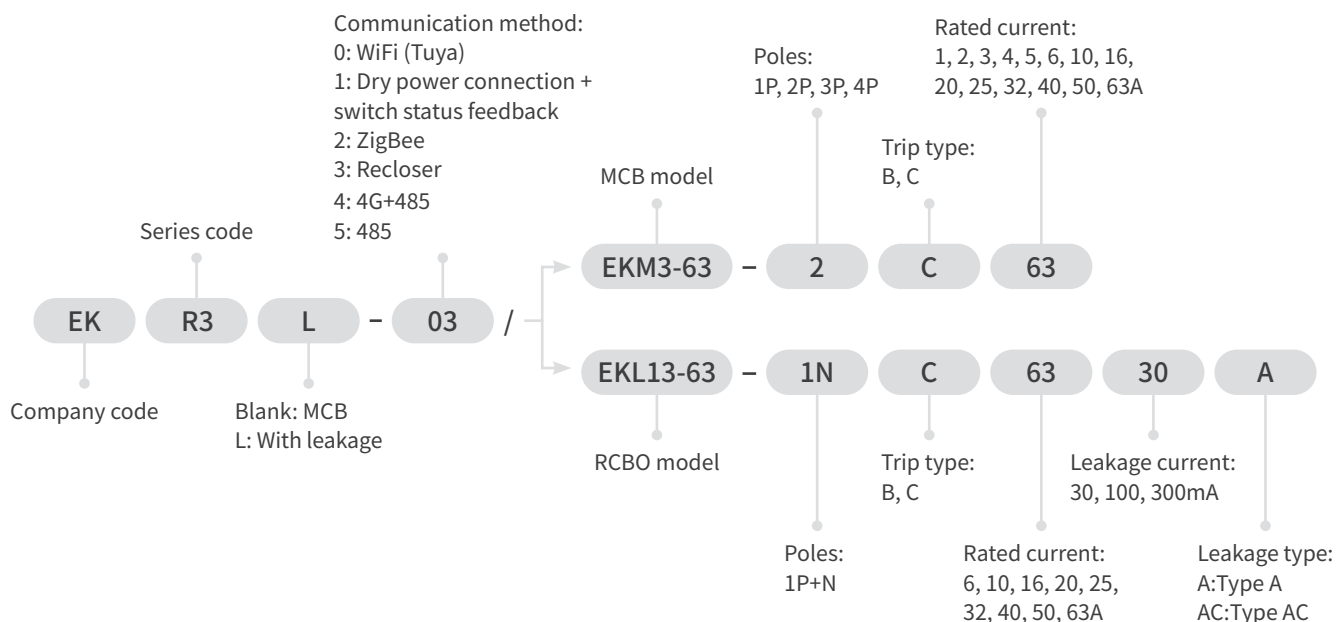 Communication method:
0: WiFi (Tuya)
1: Dry power connection +
switch status feedback
2: ZigBee
3: Recloser
4: 4G+485
5: 485
Poles:
1P, 2P, 3P, 4P
Rated current:
1, 2, 3, 4, 5, 6, 10, 16,
20, 25, 32, 40, 50, 63A
Trip type:
B, C
MCB model
Series code
EKM3-63 – 2 C 63
EK R3 L – 03 /
EKL13-63 – 1N C 63 30 A
Company code
Blank: MCB
L: With leakage
RCBO model
Trip type:
B, C
Leakage current:
30, 100, 300mA
Poles:
1P+N
Rated current:
6, 10, 16, 20, 25,
32, 40, 50, 63A
Leakage type:
A:Type A
AC:Type AC